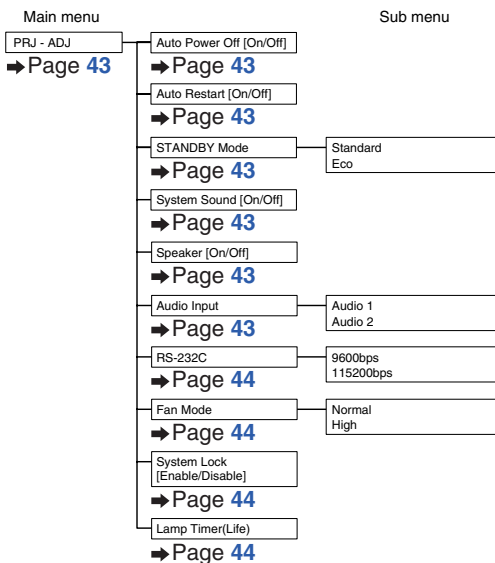 Main menu
Sub menu
PRJ - ADJ
➡Page 43
Auto Power Off [On/Off]
➡Page 43
Auto Restart [On/Off]
➡Page 43
STANDBY Mode
➡Page 43
Standard
Eco
System Sound [On/Off]
➡Page 43
Speaker [On/Off]
➡Page 43
Audio Input
➡Page 43
Audio 1
Audio 2
RS-232C
➡Page 44
9600bps
115200bps
Fan Mode
➡Page 44
Normal
High
System Lock
[Enable/Disable]
➡Page 44
Lamp Timer(Life)
➡Page 44